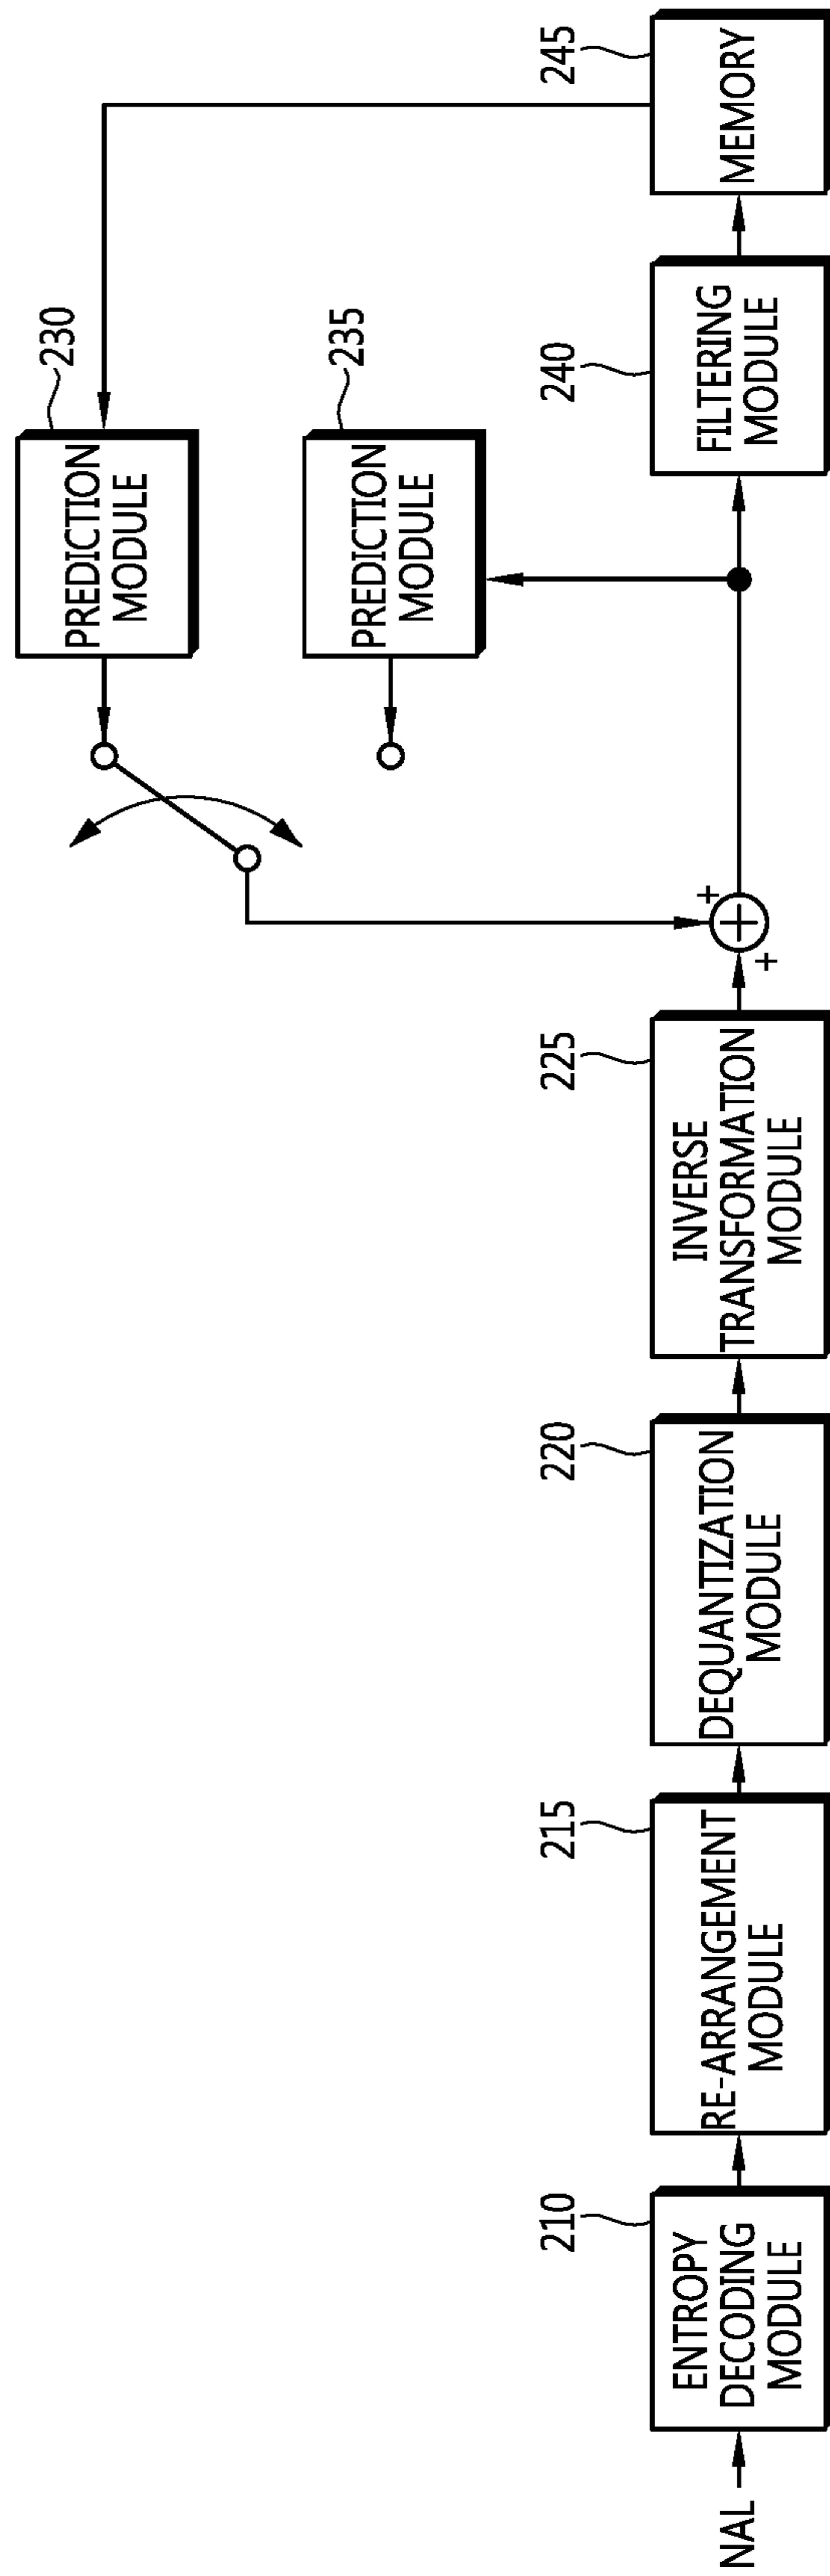 230
PREDICTION
MODULE
235
PREDICTION
MODULE
NAL
210
ENTROPY
DECODING
MODULE
215
RE-ARRANGEMENT
MODULE
220
DEQUANTIZATION
MODULE
225
INVERSE
TRANSFORMATION
MODULE
+
+
240
FILTERING
MODULE
245
MEMORY